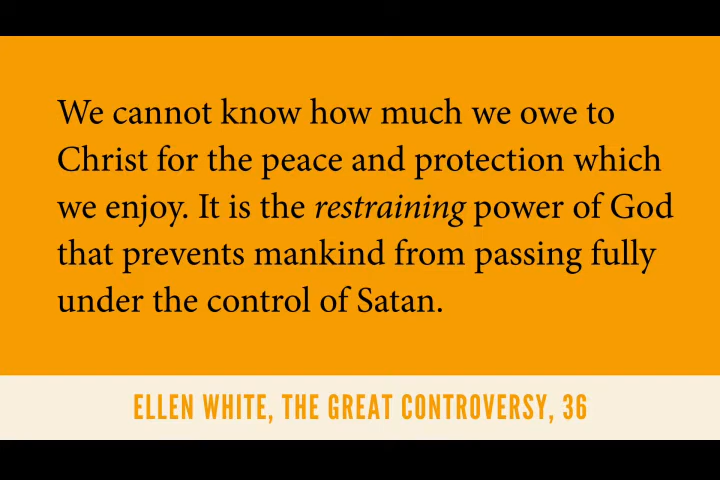 We cannot know how much we owe to
Christ for the peace and protection which
we enjoy. It is the restraining power of God
that prevents mankind from passing fully
under the control of Satan.
ELLEN WHITE, THE GREAT CONTROVERSY, 36